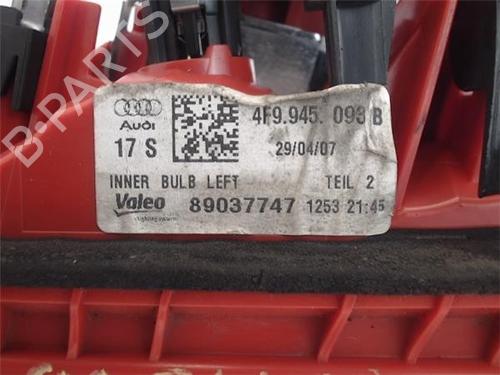 B-PARTS
Audi
4F9.945. 093 B
17 S
29/04/07
INNER BULB LEFT TEIL 2
Valeo 89037747 1253 21:45